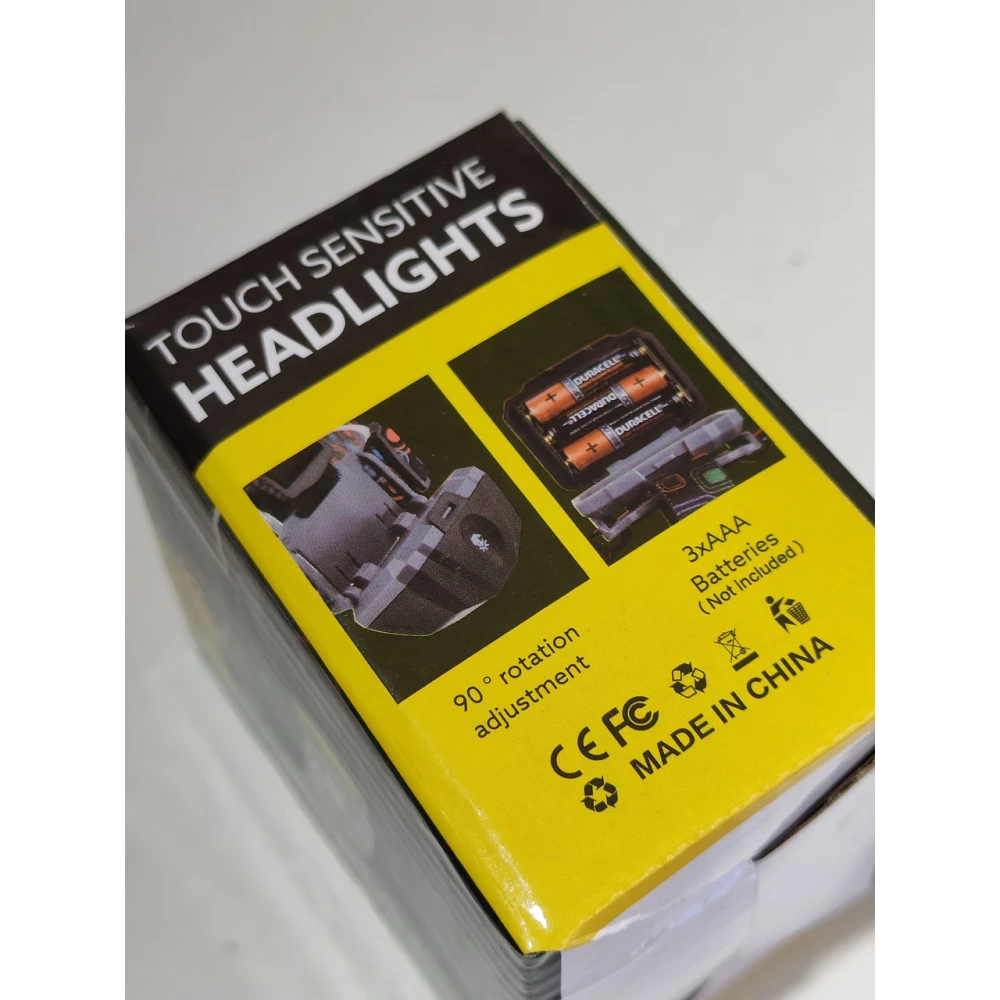 TOUCH SENSITIVE
HEADLIGHTS
DURACELL
DURACELL
DURACELL
90° rotation
adjustment
3xAAA
Batteries
(Not included)
CE FC
MADE IN CHINA